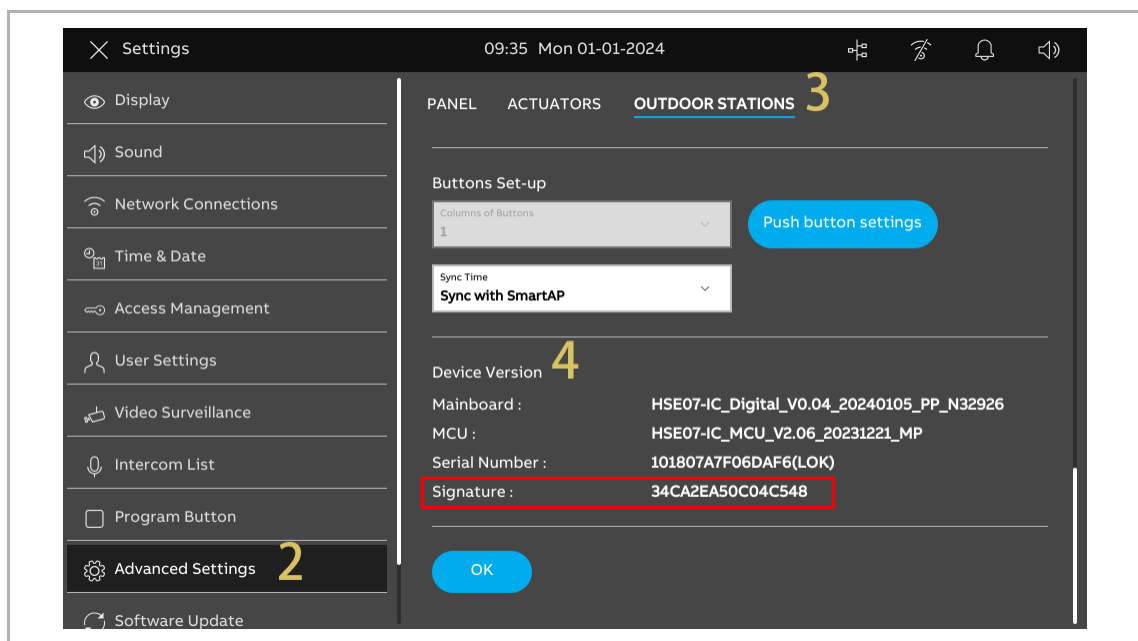 Settings
09:35 Mon 01-01-2024
Display
Sound
Network Connections
Time & Date
31
Access Management
User Settings
Video Surveillance
Intercom List
Program Button
Advanced Settings 2
Software Update
PANEL ACTUATORS OUTDOOR STATIONS 3
Buttons Set-up
Columns of Buttons
1
Push button settings
Sync Time
Sync with SmartAP
Device Version 4
Mainboard : HSE07-IC_Digital_V0.04_20240105_PP_N32926
MCU : HSE07-IC_MCU_V2.06_20231221_MP
Serial Number : 101807A7F06DAF6(LOK)
Signature : 34CA2EA50C04C548
OK